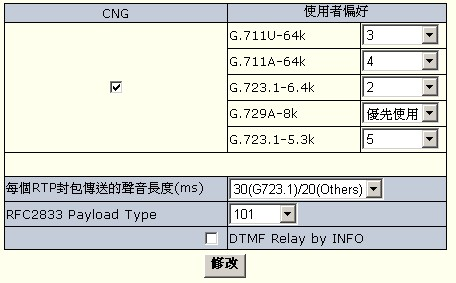 CNG 使用者偏好
G.711U-64k 3
G.711A-64k 4
G.723.1-6.4k 2
G.729A-8k 優先使用
G.723.1-5.3k 5
每個RTP封包傳送的聲音長度(ms) 30(G723.1)/20(Others)
RFC2833 Payload Type 101
DTMF Relay by INFO
修改